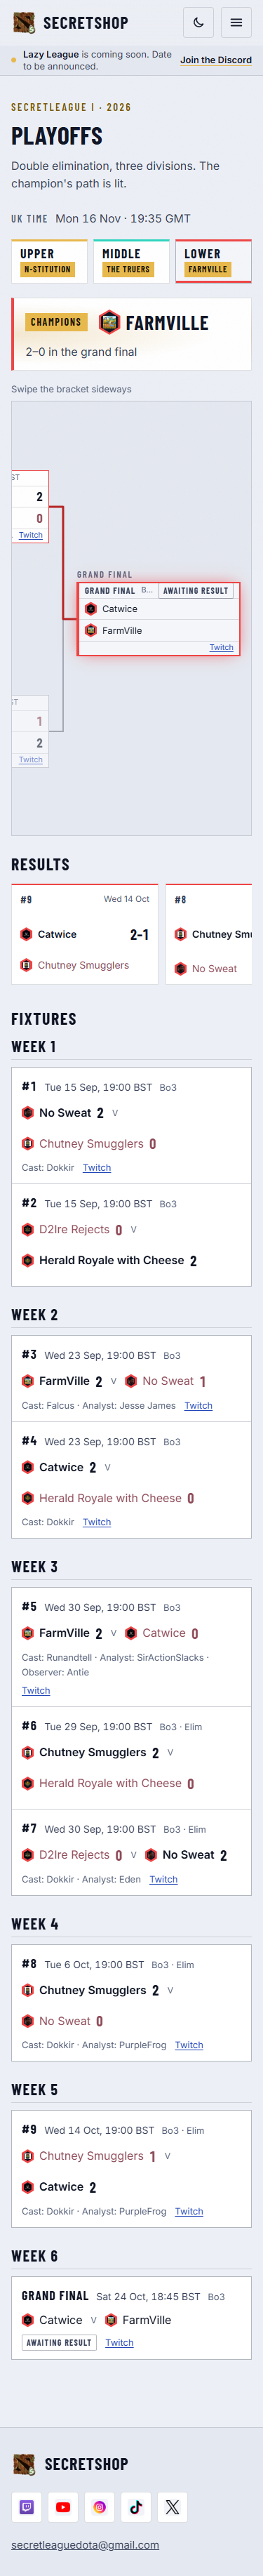 SECRETSHOP
Lazy League is coming soon. Date to be announced.
Join the Discord
SECRETLEAGUE I · 2026
PLAYOFFS
Double elimination, three divisions. The
champion's path is lit.
UK TIME Mon 16 Nov · 19:35 GMT
UPPER
N-STITUTION
MIDDLE
THE TRUERS
LOWER
FARMVILLE
CHAMPIONS
FARMVILLE
2–0 in the grand final
Swipe the bracket sideways
ST
2
0
Twitch
GRAND FINAL
GRAND FINAL B... AWAITING RESULT
Catwice
FarmVille
Twitch
ST
1
2
Twitch
RESULTS
#9 Wed 14 Oct
Catwice 2-1
Chutney Smugglers
#8
Chutney Smu
No Sweat
FIXTURES
WEEK 1
#1 Tue 15 Sep, 19:00 BST Bo3
No Sweat 2 V
Chutney Smugglers 0
Cast: Dokkir Twitch
#2 Tue 15 Sep, 19:00 BST Bo3
D2Ire Rejects 0 V
Herald Royale with Cheese 2
WEEK 2
#3 Wed 23 Sep, 19:00 BST Bo3
FarmVille 2 V No Sweat 1
Cast: Falcus · Analyst: Jesse James Twitch
#4 Wed 23 Sep, 19:00 BST Bo3
Catwice 2 V
Herald Royale with Cheese 0
Cast: Dokkir Twitch
WEEK 3
#5 Wed 30 Sep, 19:00 BST Bo3
FarmVille 2 V Catwice 0
Cast: Runandtell · Analyst: SirActionSlacks ·
Observer: Antie
Twitch
#6 Tue 29 Sep, 19:00 BST Bo3 · Elim
Chutney Smugglers 2 V
Herald Royale with Cheese 0
#7 Wed 30 Sep, 19:00 BST Bo3 · Elim
D2Ire Rejects 0 V No Sweat 2
Cast: Dokkir · Analyst: Eden Twitch
WEEK 4
#8 Tue 6 Oct, 19:00 BST Bo3 · Elim
Chutney Smugglers 2 V
No Sweat 0
Cast: Dokkir · Analyst: PurpleFrog Twitch
WEEK 5
#9 Wed 14 Oct, 19:00 BST Bo3 · Elim
Chutney Smugglers 1 V
Catwice 2
Cast: Dokkir · Analyst: PurpleFrog Twitch
WEEK 6
GRAND FINAL Sat 24 Oct, 18:45 BST Bo3
Catwice V FarmVille
AWAITING RESULT Twitch
SECRETSHOP
secretleaguedota@gmail.com